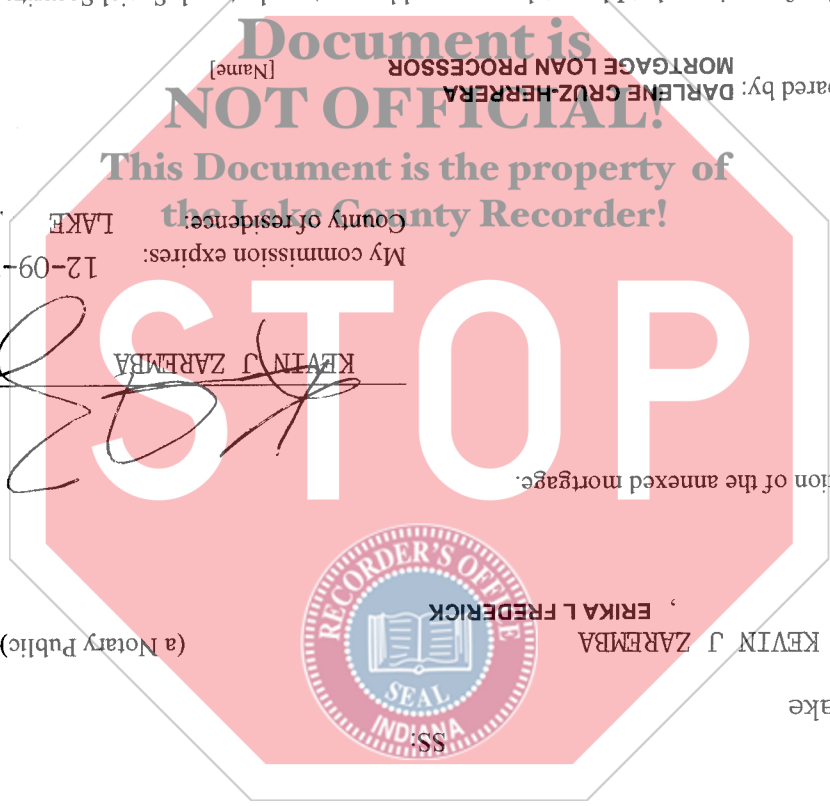 Document is
NOT OFFICIAL!
This Document is the property of
the Lake County Recorder!
STOP
RECORDER'S OFFICE
SEAL
INDIANA
SS:
ake
KEVIN J ZAREMBA (a Notary Public)
, ERIKA L FREDERICK
tion of the annexed mortgage.
KEVIN J ZAREMBA
My commission expires: 12-09-
County of residence: LAKE
ared by: DARLENE CRUZ-HERRERA
MORTGAGE LOAN PROCESSOR [Name]